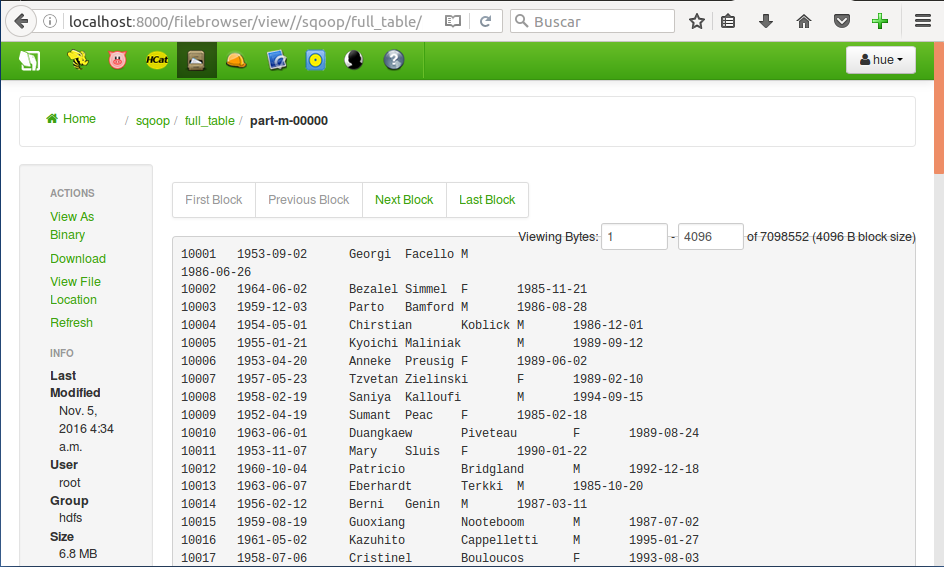 localhost:8000/filebrowser/view//sqoop/full_table/
Buscar
HCat
hue
Home / sqoop / full_table / part-m-00000
ACTIONS
View As
Binary
Download
View File
Location
Refresh
INFO
Last
Modified
Nov. 5,
2016 4:34
a.m.
User
root
Group
hdfs
Size
6.8 MB
First Block Previous Block Next Block Last Block
Viewing Bytes: 1 - 4096 of 7098552 (4096 B block size)
10001 1953-09-02 Georgi Facello M
1986-06-26
10002 1964-06-02 Bezalel Simmel F 1985-11-21
10003 1959-12-03 Parto Bamford M 1986-08-28
10004 1954-05-01 Chirstian Koblick M 1986-12-01
10005 1955-01-21 Kyoichi Maliniak M 1989-09-12
10006 1953-04-20 Anneke Preusig F 1989-06-02
10007 1957-05-23 Tzvetan Zielinski F 1989-02-10
10008 1958-02-19 Saniya Kalloufi M 1994-09-15
10009 1952-04-19 Sumant Peac F 1985-02-18
10010 1963-06-01 Duangkaew Piveteau F 1989-08-24
10011 1953-11-07 Mary Sluis F 1990-01-22
10012 1960-10-04 Patricio Bridgland M 1992-12-18
10013 1963-06-07 Eberhardt Terkki M 1985-10-20
10014 1956-02-12 Berni Genin M 1987-03-11
10015 1959-08-19 Guoxiang Nooteboom M 1987-07-02
10016 1961-05-02 Kazuhito Cappelletti M 1995-01-27
10017 1958-07-06 Cristinel Bouloucos F 1993-08-03